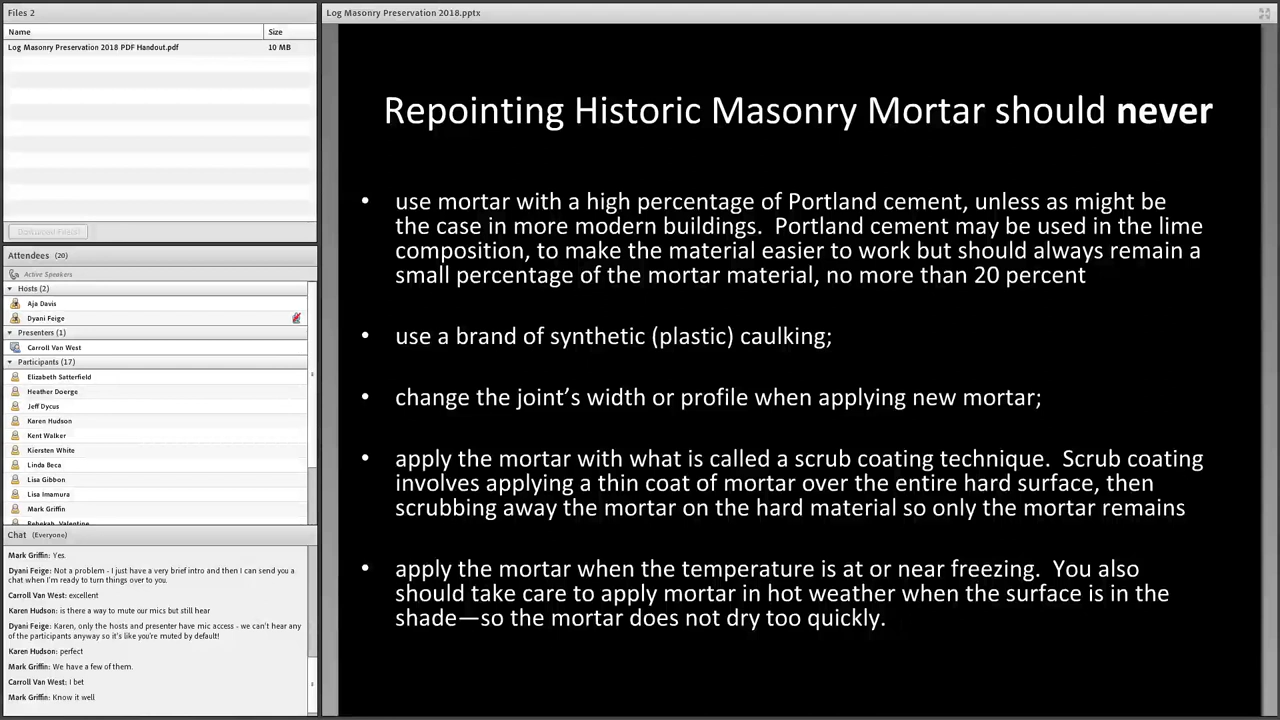 Files 2
Name
Size
Log Masonry Preservation 2018 PDF Handout.pdf
10 MB
Download File(s)
Attendees (20)
Active Speakers
Hosts (2)
Aja Davis
Dyani Feige
Presenters (1)
Carroll Van West
Participants (17)
Elizabeth Satterfield
Heather Doerge
Jeff Dycus
Karen Hudson
Kent Walker
Kiersten White
Linda Beca
Lisa Gibbon
Lisa Imamura
Mark Griffin
Rebekah, Valentine
Chat (Everyone)
Mark Griffin: Yes.
Dyani Feige: Not a problem - I just have a very brief intro and then I can send you a
chat when I'm ready to turn things over to you.
Carroll Van West: excellent
Karen Hudson: is there a way to mute our mics but still hear
Dyani Feige: Karen, only the hosts and presenter have mic access - we can't hear any
of the participants anyway so it's like you're muted by default!
Karen Hudson: perfect
Mark Griffin: We have a few of them.
Carroll Van West: I bet
Mark Griffin: Know it well
Log Masonry Preservation 2018.pptx
Repointing Historic Masonry Mortar should never
• use mortar with a high percentage of Portland cement, unless as might be
the case in more modern buildings. Portland cement may be used in the lime
composition, to make the material easier to work but should always remain a
small percentage of the mortar material, no more than 20 percent
• use a brand of synthetic (plastic) caulking;
• change the joint's width or profile when applying new mortar;
• apply the mortar with what is called a scrub coating technique. Scrub coating
involves applying a thin coat of mortar over the entire hard surface, then
scrubbing away the mortar on the hard material so only the mortar remains
• apply the mortar when the temperature is at or near freezing. You also
should take care to apply mortar in hot weather when the surface is in the
shade—so the mortar does not dry too quickly.